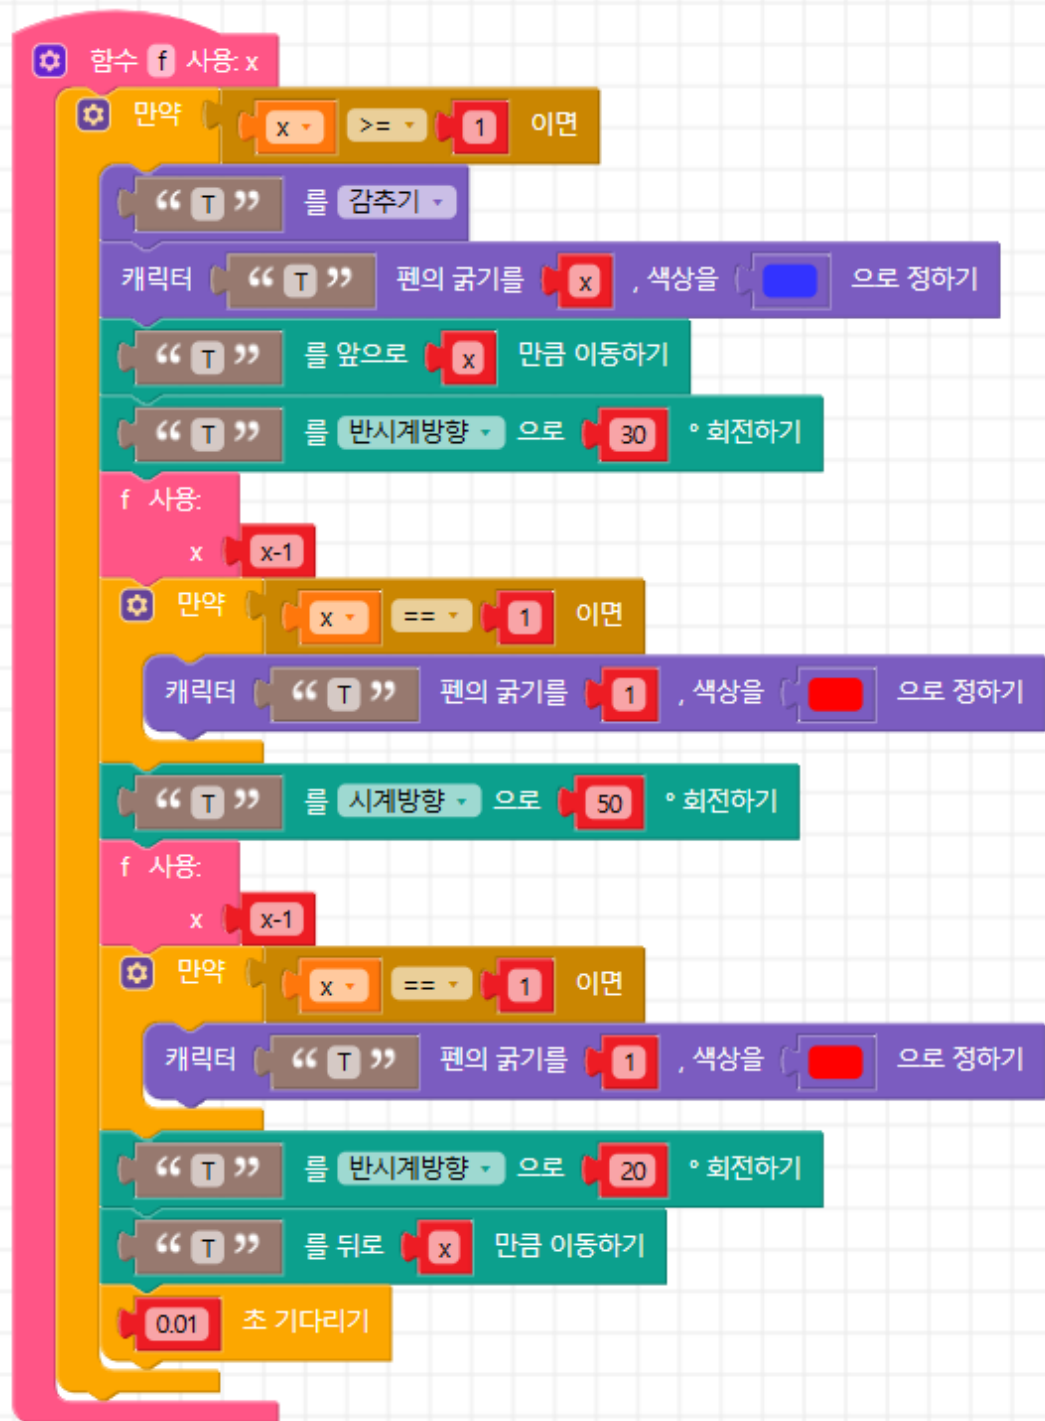 함수 f 사용: x
만약 x >= 1 이면
“ T ” 를 감추기
캐릭터 “ T ” 펜의 굵기를 x , 색상을 으로 정하기
“ T ” 를 앞으로 x 만큼 이동하기
“ T ” 를 반시계방향 으로 30 ° 회전하기
f 사용:
x x-1
만약 x == 1 이면
캐릭터 “ T ” 펜의 굵기를 1 , 색상을 으로 정하기
“ T ” 를 시계방향 으로 50 ° 회전하기
f 사용:
x x-1
만약 x == 1 이면
캐릭터 “ T ” 펜의 굵기를 1 , 색상을 으로 정하기
“ T ” 를 반시계방향 으로 20 ° 회전하기
“ T ” 를 뒤로 x 만큼 이동하기
0.01 초 기다리기